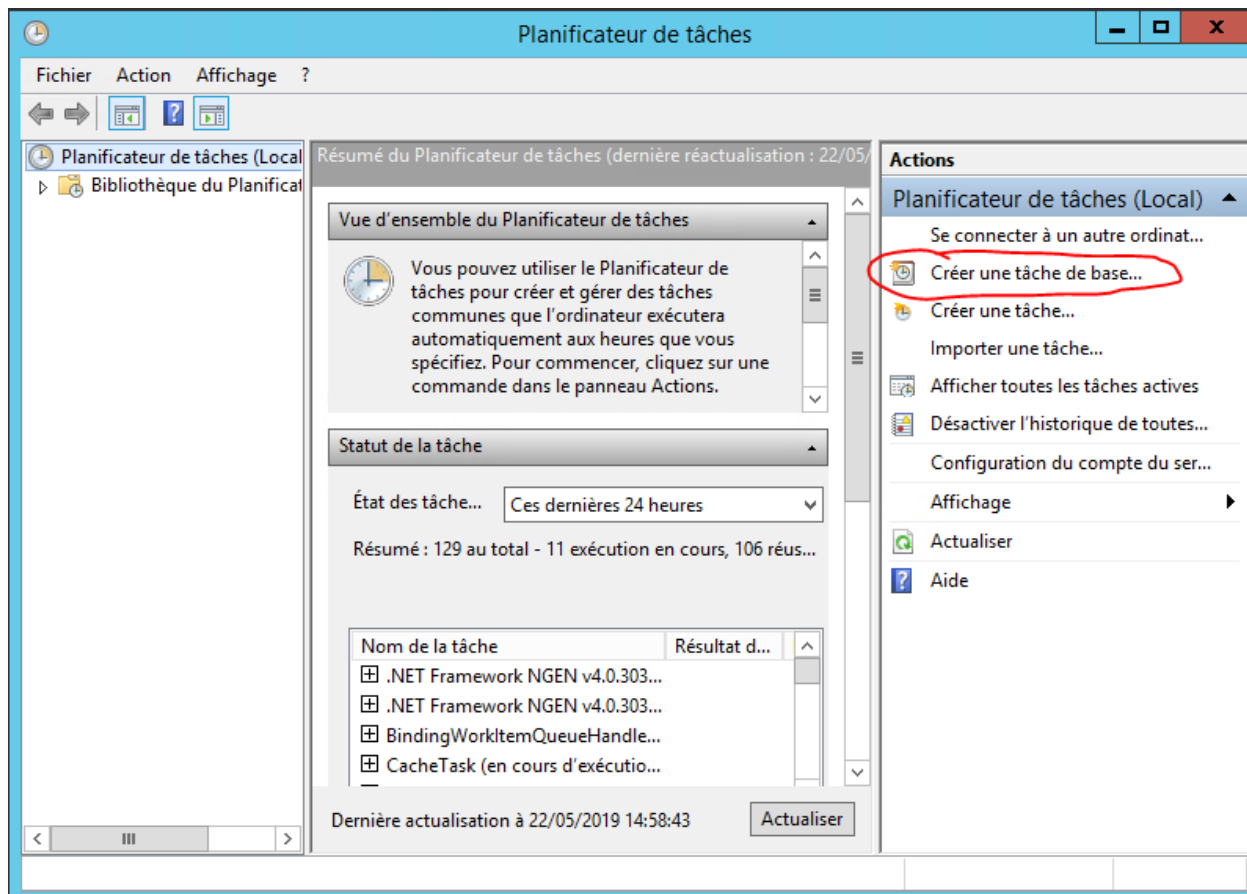 Planificateur de tâches
Fichier Action Affichage ?
Planificateur de tâches (Local
Bibliothèque du Planificat
Résumé du Planificateur de tâches (dernière réactualisation : 22/05/
Vue d'ensemble du Planificateur de tâches
Vous pouvez utiliser le Planificateur de
tâches pour créer et gérer des tâches
communes que l'ordinateur exécutera
automatiquement aux heures que vous
spécifiez. Pour commencer, cliquez sur une
commande dans le panneau Actions.
Statut de la tâche
État des tâche... Ces dernières 24 heures
Résumé : 129 au total - 11 exécution en cours, 106 réus...
Nom de la tâche Résultat d...
.NET Framework NGEN v4.0.303...
.NET Framework NGEN v4.0.303...
BindingWorkItemQueueHandle...
CacheTask (en cours d'exécutio...
Dernière actualisation à 22/05/2019 14:58:43 Actualiser
Actions
Planificateur de tâches (Local)
Se connecter à un autre ordinat...
Créer une tâche de base...
Créer une tâche...
Importer une tâche...
Afficher toutes les tâches actives
Désactiver l'historique de toutes...
Configuration du compte du ser...
Affichage
Actualiser
Aide